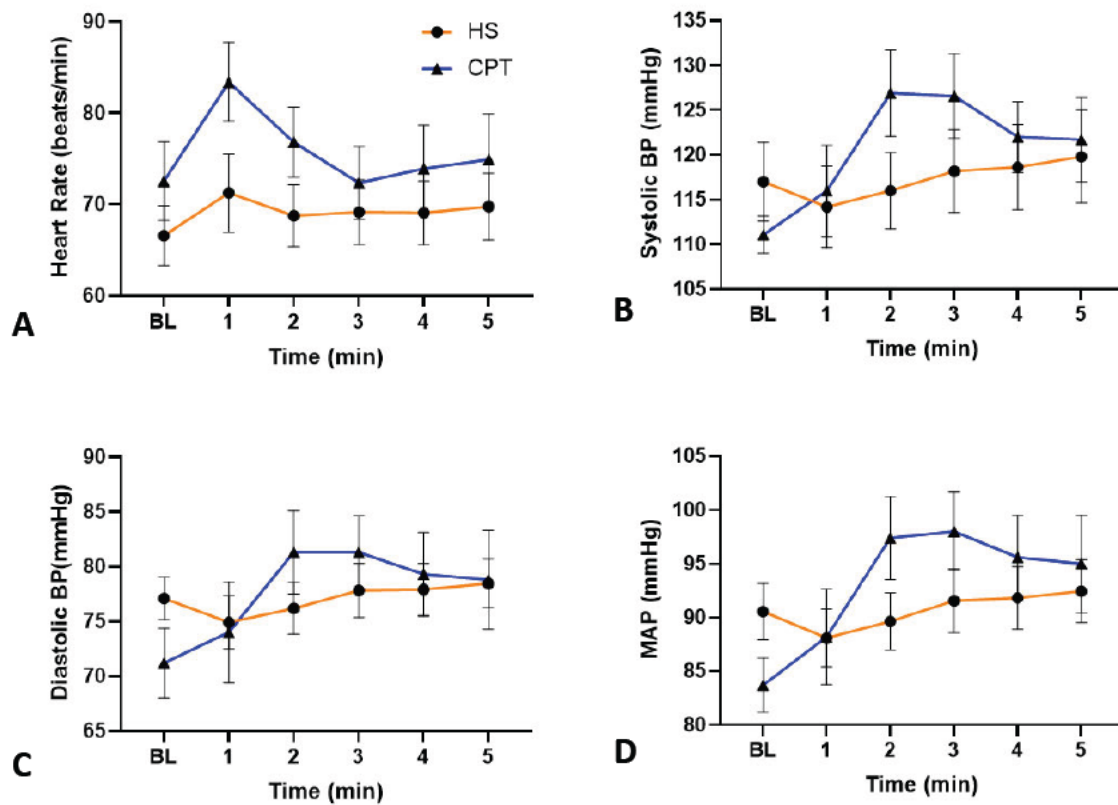 90
80
70
60
Heart Rate (beats/min)
HS
CPT
BL 1 2 3 4 5
Time (min)
A
135
130
125
120
115
110
105
Systolic BP (mmHg)
BL 1 2 3 4 5
Time (min)
B
90
85
80
75
70
65
Diastolic BP(mmHg)
BL 1 2 3 4 5
Time (min)
C
105
100
95
90
85
80
MAP (mmHg)
BL 1 2 3 4 5
Time (min)
D